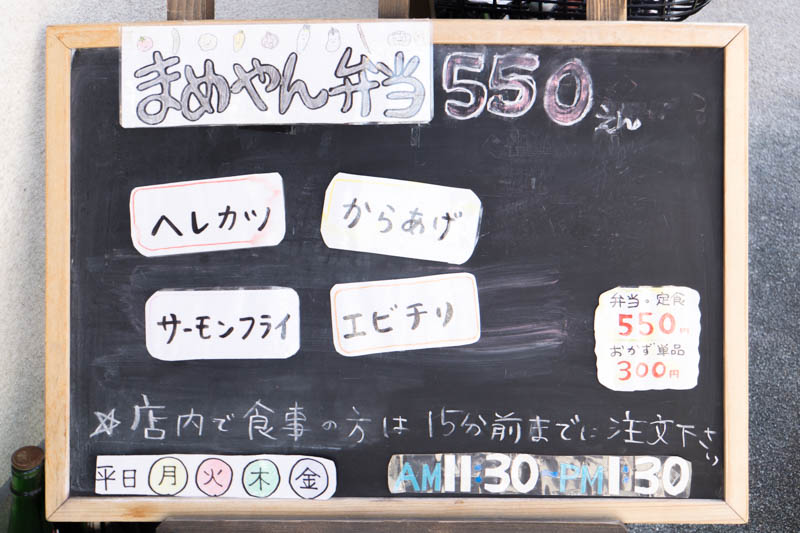 まめやん弁当 550えん
ヘレカツ
からあげ
サーモンフライ
エビチリ
弁当・定食
550円
おかず単品
300円
☆店内で食事の方は15分前までに注文下さい
平日 月 火 木 金
AM11:30~PM1:30